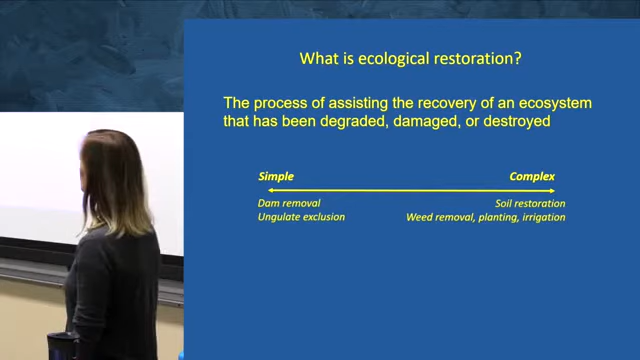 What is ecological restoration?
The process of assisting the recovery of an ecosystem
that has been degraded, damaged, or destroyed
Simple
Complex
Dam removal
Soil restoration
Ungulate exclusion
Weed removal, planting, irrigation